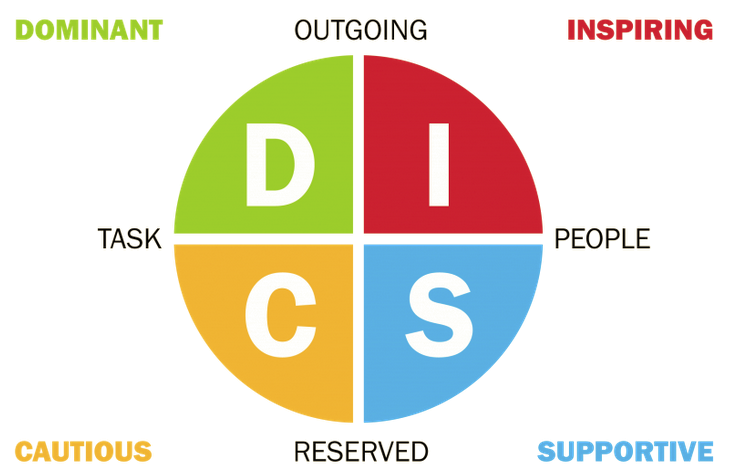 DOMINANT OUTGOING INSPIRING
D I
TASK PEOPLE
C S
CAUTIOUS RESERVED SUPPORTIVE